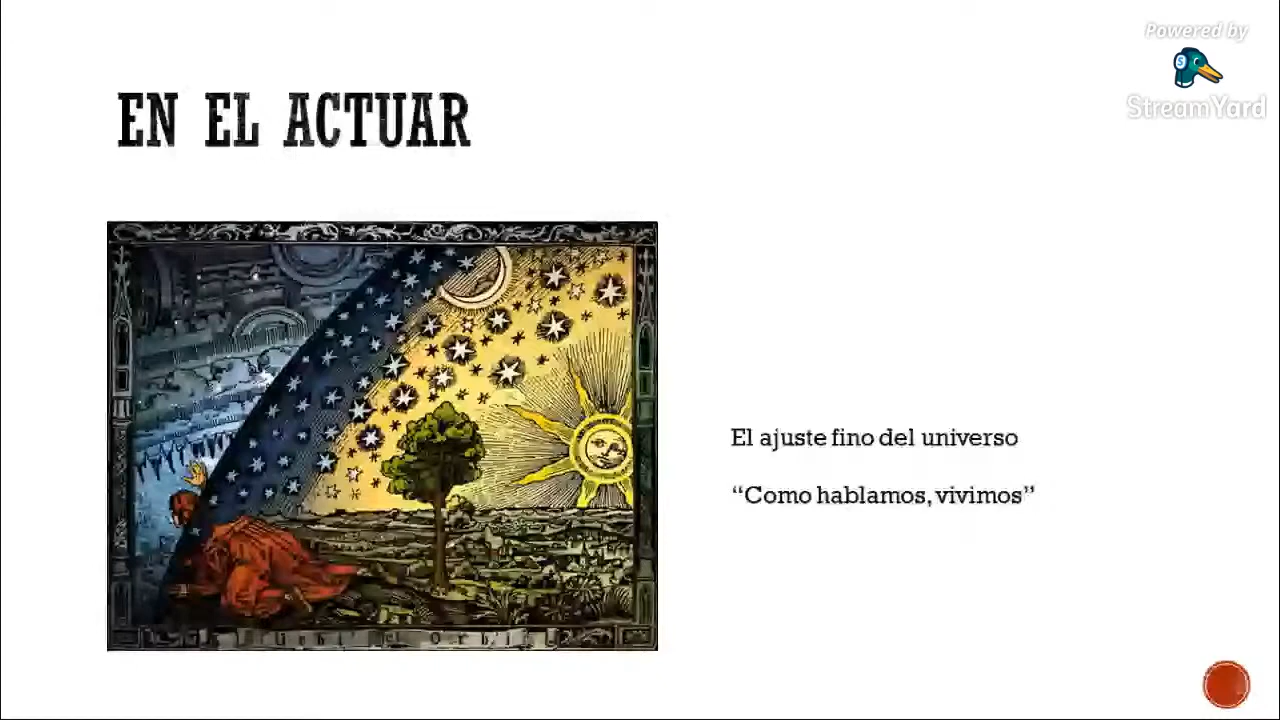 Powered by
StreamYard
EN EL ACTUAR
El ajuste fino del universo
“Como hablamos, vivimos”